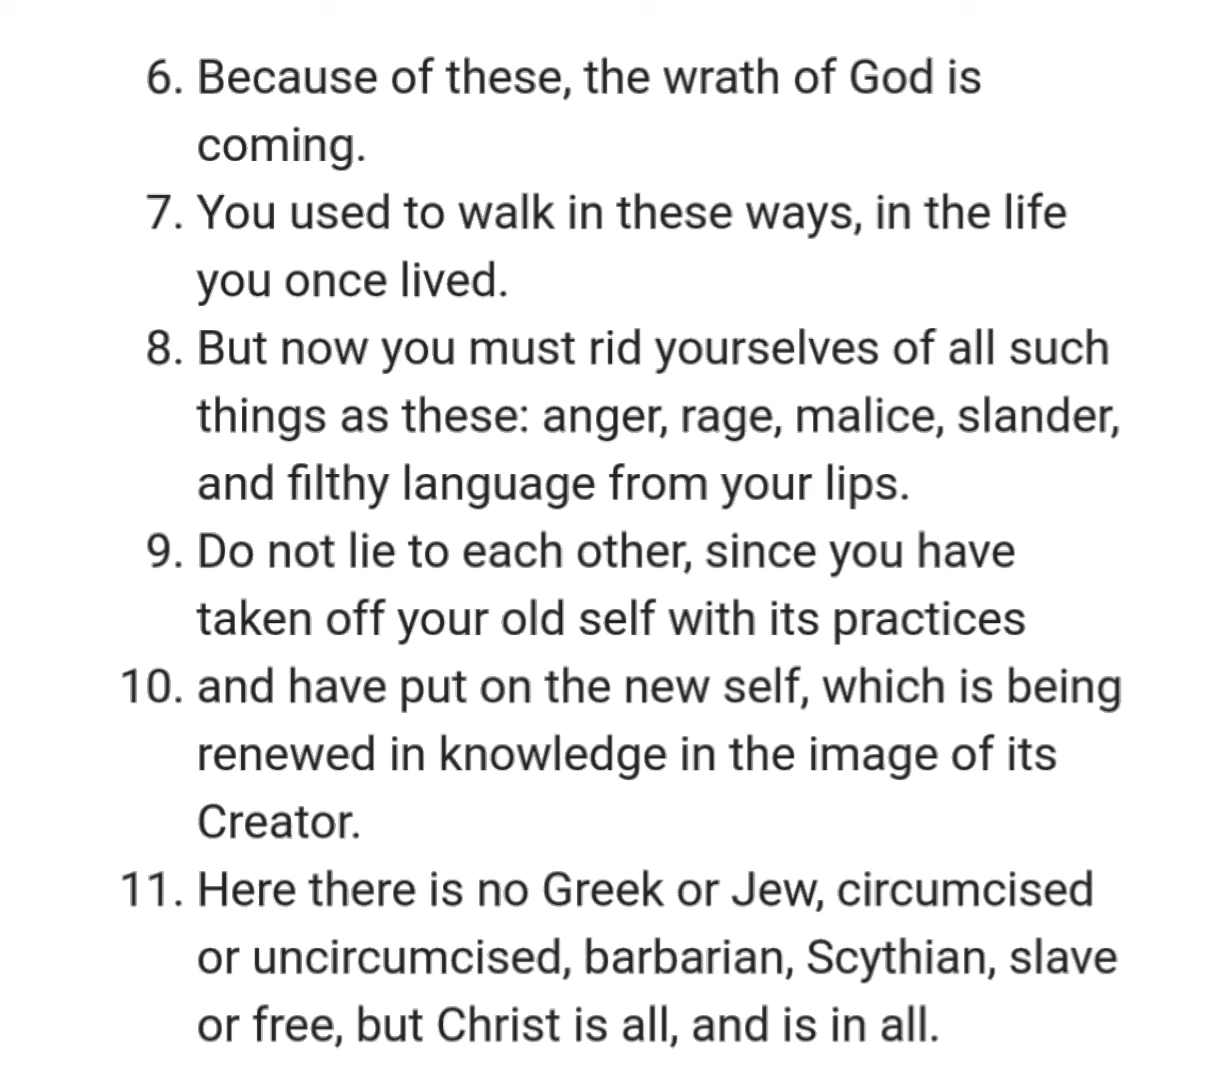 6. Because of these, the wrath of God is
coming.
7. You used to walk in these ways, in the life
you once lived.
8. But now you must rid yourselves of all such
things as these: anger, rage, malice, slander,
and filthy language from your lips.
9. Do not lie to each other, since you have
taken off your old self with its practices
10. and have put on the new self, which is being
renewed in knowledge in the image of its
Creator.
11. Here there is no Greek or Jew, circumcised
or uncircumcised, barbarian, Scythian, slave
or free, but Christ is all, and is in all.